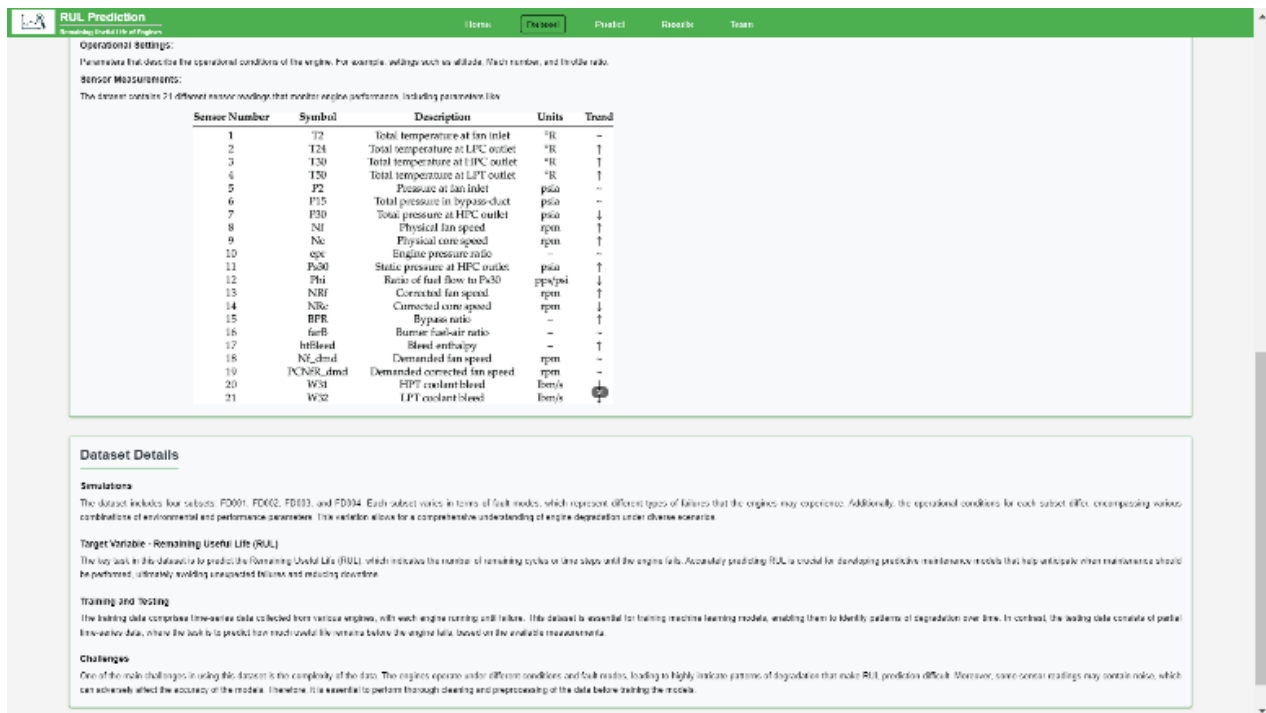 RUL Prediction
Remaining Useful Life of Engines
Home Dataset Predict Results Team
Operational Settings:
Parameters that describe the operational conditions of the engine. For example, settings such as altitude, Mach number, and throttle ratio.
Sensor Measurements:
The dataset contains 21 different sensor readings that monitor engine performance, including parameters like:
Sensor Number Symbol Description Units Trend
1 T2 Total temperature at fan inlet °R ~
2 T24 Total temperature at LPC outlet °R ↑
3 T30 Total temperature at HPC outlet °R ↑
4 T50 Total temperature at LPT outlet °R ↑
5 P2 Pressure at fan inlet psia ~
6 P15 Total pressure in bypass-duct psia ~
7 P30 Total pressure at HPC outlet psia ↓
8 Nf Physical fan speed rpm ↑
9 Nc Physical core speed rpm ↑
10 epr Engine pressure ratio – ~
11 Ps30 Static pressure at HPC outlet psia ↑
12 Phi Ratio of fuel flow to Ps30 pps/psi ↓
13 NRf Corrected fan speed rpm ↑
14 NRc Corrected core speed rpm ↓
15 BPR Bypass ratio – ↑
16 farB Burner fuel-air ratio – ~
17 htBleed Bleed enthalpy – ↑
18 Nf_dmd Demanded fan speed rpm ~
19 PCNfR_dmd Demanded corrected fan speed rpm ~
20 W31 HPT coolant bleed lbm/s ↓
21 W32 LPT coolant bleed lbm/s ↓
Dataset Details
Simulations
The dataset includes four subsets, FD001, FD002, FD003, and FD004. Each subset varies in terms of fault modes, which represent different types of failures that the engines may experience. Additionally, the operational conditions for each subset differ, encompassing various
combinations of environmental and performance parameters. This variation allows for a comprehensive understanding of engine degradation under diverse scenarios.
Target Variable - Remaining Useful Life (RUL)
The key task in this dataset is to predict the Remaining Useful Life (RUL), which indicates the number of remaining cycles or time steps until the engine fails. Accurately predicting RUL is crucial for developing predictive maintenance models that help anticipate when maintenance should
be performed, ultimately avoiding unexpected failures and reducing downtime.
Training and Testing
The training data comprises time-series data collected from various engines, with each engine running until failure. This dataset is essential for training machine learning models, enabling them to identify patterns of degradation over time. In contrast, the testing data consists of partial
time-series data, where the task is to predict how much useful life remains before the engine fails, based on the available measurements.
Challenges
One of the main challenges in using this dataset is the complexity of the data. The engines operate under different conditions and fault modes, leading to highly intricate patterns of degradation that make RUL prediction difficult. Moreover, some sensor readings may contain noise, which
can adversely affect the accuracy of the models. Therefore, it is essential to perform thorough cleaning and preprocessing of the data before training the models.